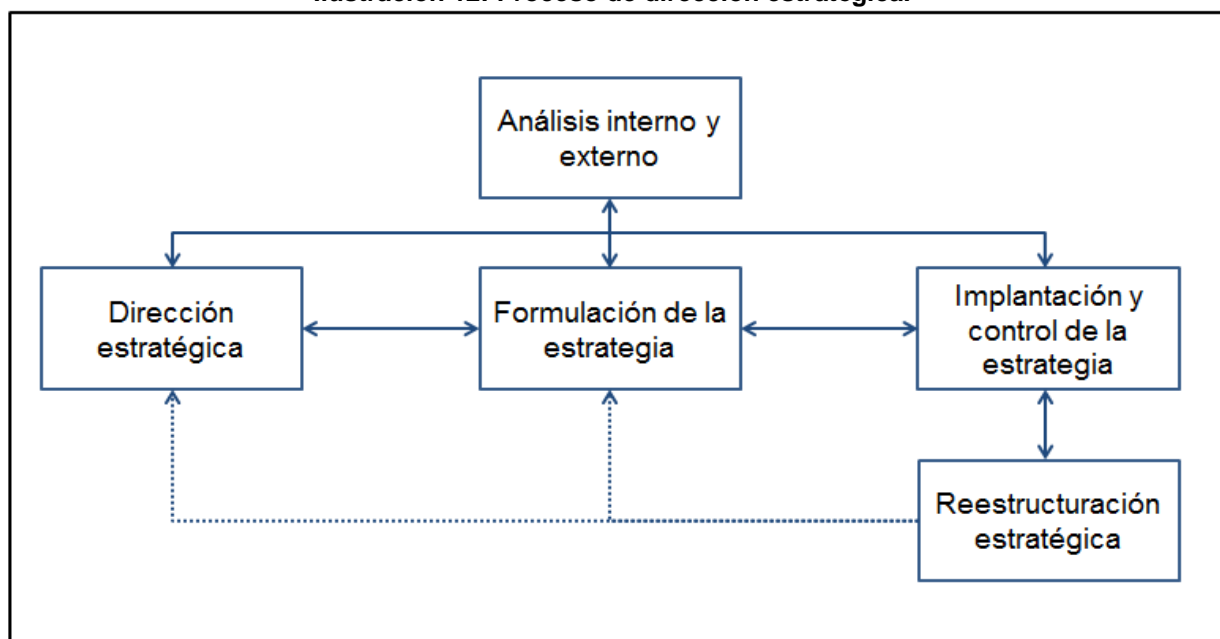 Análisis interno y
externo
Dirección
estratégica
Formulación de la
estrategia
Implantación y
control de la
estrategia
Reestructuración
estratégica